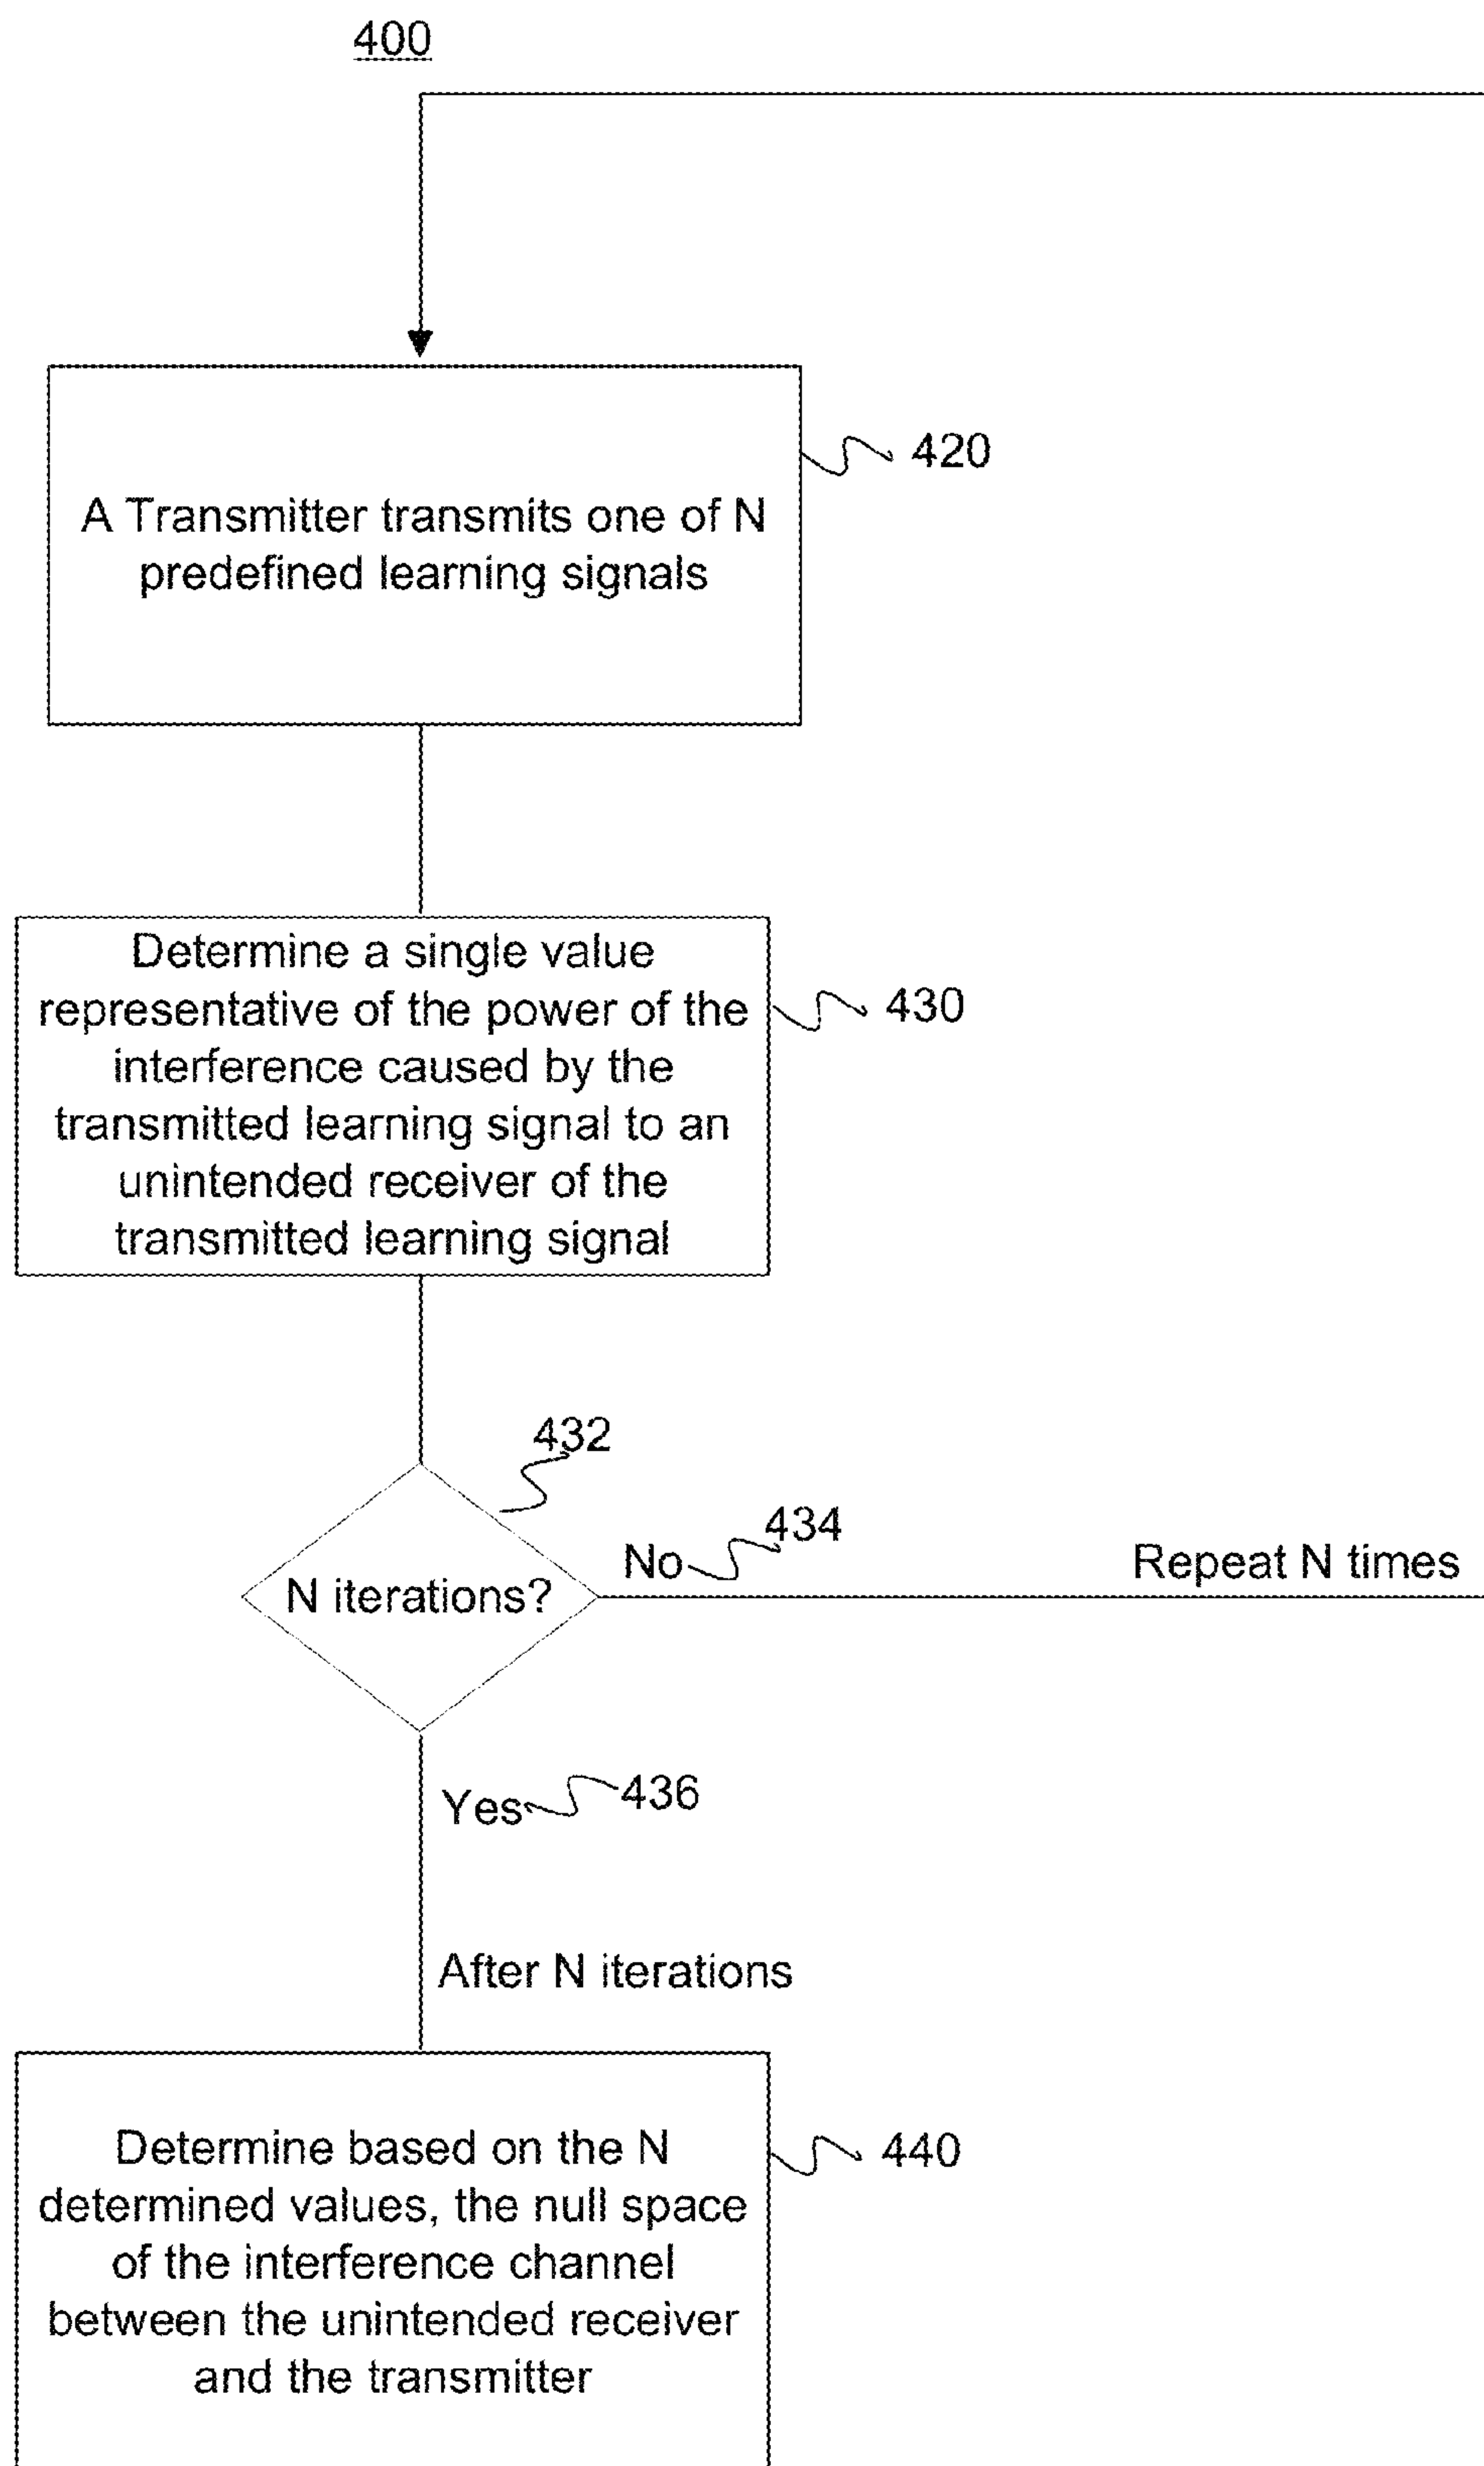 400
A Transmitter transmits one of N
predefined learning signals
420
Determine a single value
representative of the power of the
interference caused by the
transmitted learning signal to an
unintended receiver of the
transmitted learning signal
430
432
N iterations?
No
434
Repeat N times
Yes
436
After N iterations
Determine based on the N
determined values, the null space
of the interference channel
between the unintended receiver
and the transmitter
440